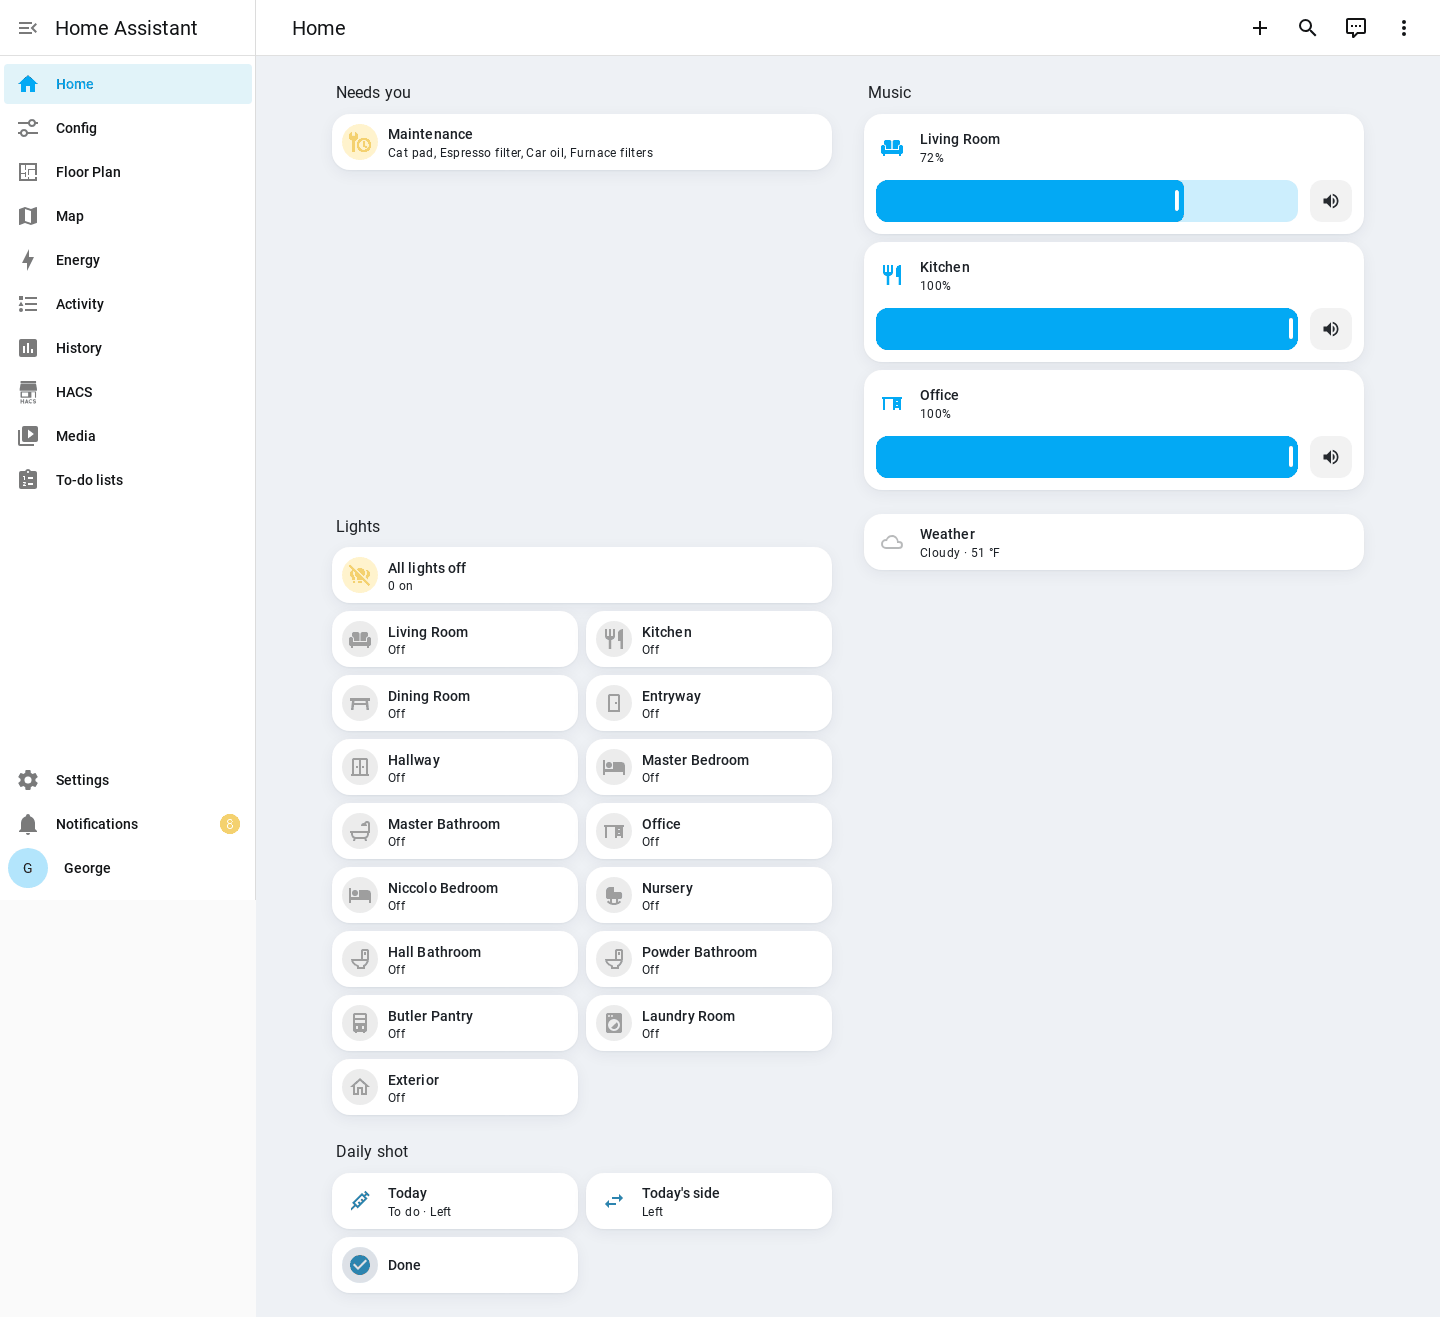 Home Assistant
Home
Config
Floor Plan
Map
Energy
Activity
History
HACS
HACS
Media
To-do lists
Settings
Notifications
8
G
George
Home
Needs you
Maintenance
Cat pad, Espresso filter, Car oil, Furnace filters
Lights
All lights off
0 on
Living Room
Off
Kitchen
Off
Dining Room
Off
Entryway
Off
Hallway
Off
Master Bedroom
Off
Master Bathroom
Off
Office
Off
Niccolo Bedroom
Off
Nursery
Off
Hall Bathroom
Off
Powder Bathroom
Off
Butler Pantry
Off
Laundry Room
Off
Exterior
Off
Daily shot
Today
To do · Left
Today's side
Left
Done
Music
Living Room
72%
Kitchen
100%
Office
100%
Weather
Cloudy · 51 °F